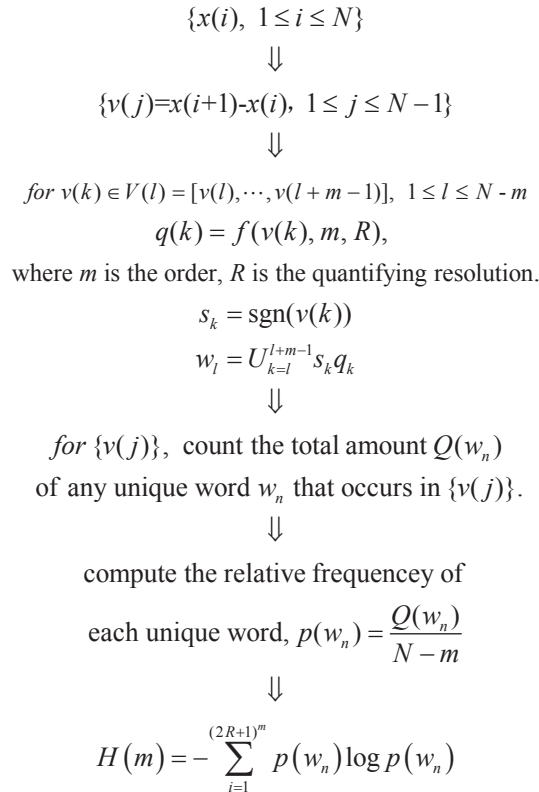 {x(i), 1 ≤ i ≤ N}
⇓
{v(j)=x(i+1)-x(i), 1 ≤ j ≤ N − 1}
⇓
for v(k) ∈ V(l) = [v(l),⋯,v(l + m − 1)], 1 ≤ l ≤ N - m
q(k) = f(v(k), m, R),
where m is the order, R is the quantifying resolution.
s_k = sgn(v(k))
w_l = U_{k=l}^{l+m−1} s_k q_k
⇓
for {v(j)}, count the total amount Q(w_n)
of any unique word w_n that occurs in {v(j)}.
⇓
compute the relative frequencey of
each unique word, p(w_n) = \frac{Q(w_n)}{N − m}
⇓
H(m) = −∑_{i=1}^{(2R+1)^m} p(w_n) log p(w_n)